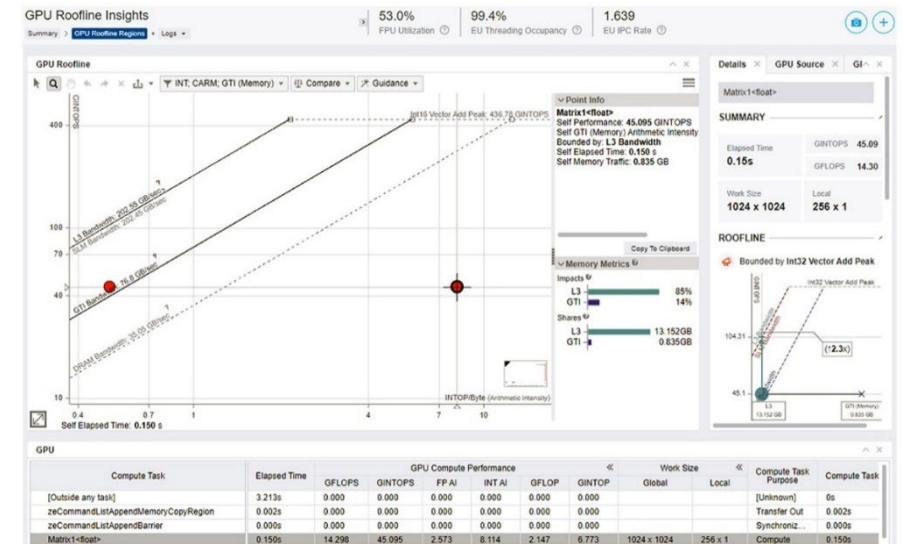 GPU Roofline Insights
Summary > GPU Roofline Regions Logs
53.0%
FPU Utilization
99.4%
EU Threading Occupancy
1.639
EU IPC Rate
GPU Roofline
INT; CARM; GTI (Memory) Compare Guidance
GINTOPS
400
100
70
40
10
Int16 Vector Add Peak: 436.78 GINTOPS
L3 Bandwidth: 202.55 GB/sec
SLM Bandwidth: 202.45 GB/sec
GTI Bandwidth: 76.8 GB/sec
DRAM Bandwidth: 35.05 GB/sec
?
?
?
0.4 0.7 1 4 7 10
INTOP/Byte (Arithmetic Intensity)
Self Elapsed Time: 0.150 s
Point Info
Matrix1<float>
Self Performance: 45.095 GINTOPS
Self GTI (Memory) Arithmetic Intensity
Bounded by: L3 Bandwidth
Self Elapsed Time: 0.150 s
Self Memory Traffic: 0.835 GB
Copy To Clipboard
Memory Metrics
Impacts
L3 85%
GTI 14%
Shares
L3 13.152GB
GTI 0.835GB
Details GPU Source
Matrix1<float>
SUMMARY
Elapsed Time
0.15s
GINTOPS 45.09
GFLOPS 14.30
Work Size
1024 x 1024
Local
256 x 1
ROOFLINE
Bounded by Int32 Vector Add Peak
GINTOPS
Int32 Vector Add Peak
104.31
(↑2.3x)
45.1
L3
13.152 GB
GTI (Memory)
0.835 GB
GPU
Compute Task Elapsed Time GPU Compute Performance Work Size Compute Task Purpose Compute Task
GFLOPS GINTOPS FP AI INT AI GFLOP GINTOP Global Local
[Outside any task] 3.213s 0.000 0.000 0.000 0.000 0.000 0.000 [Unknown] 0s
zeCommandListAppendMemoryCopyRegion 0.002s 0.000 0.000 0.000 0.000 0.000 0.000 Transfer Out 0.002s
zeCommandListAppendBarrier 0.000s 0.000 0.000 0.000 0.000 0.000 0.000 Synchroniz... 0.000s
Matrix1<float> 0.150s 14.298 45.095 2.573 8.114 2.147 6.773 1024 x 1024 256 x 1 Compute 0.150s